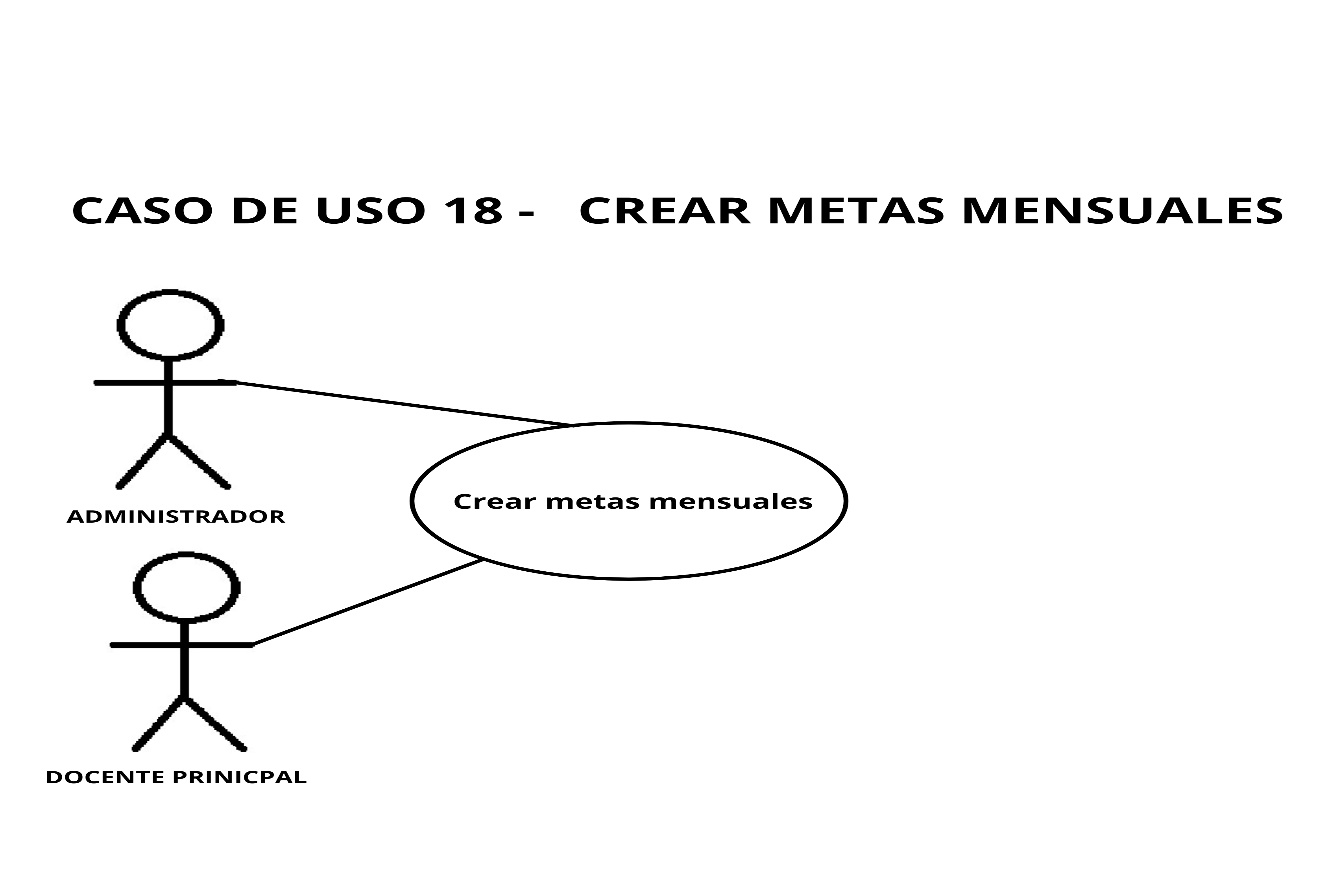 CASO DE USO 18 - CREAR METAS MENSUALES
ADMINISTRADOR
Crear metas mensuales
DOCENTE PRINICPAL